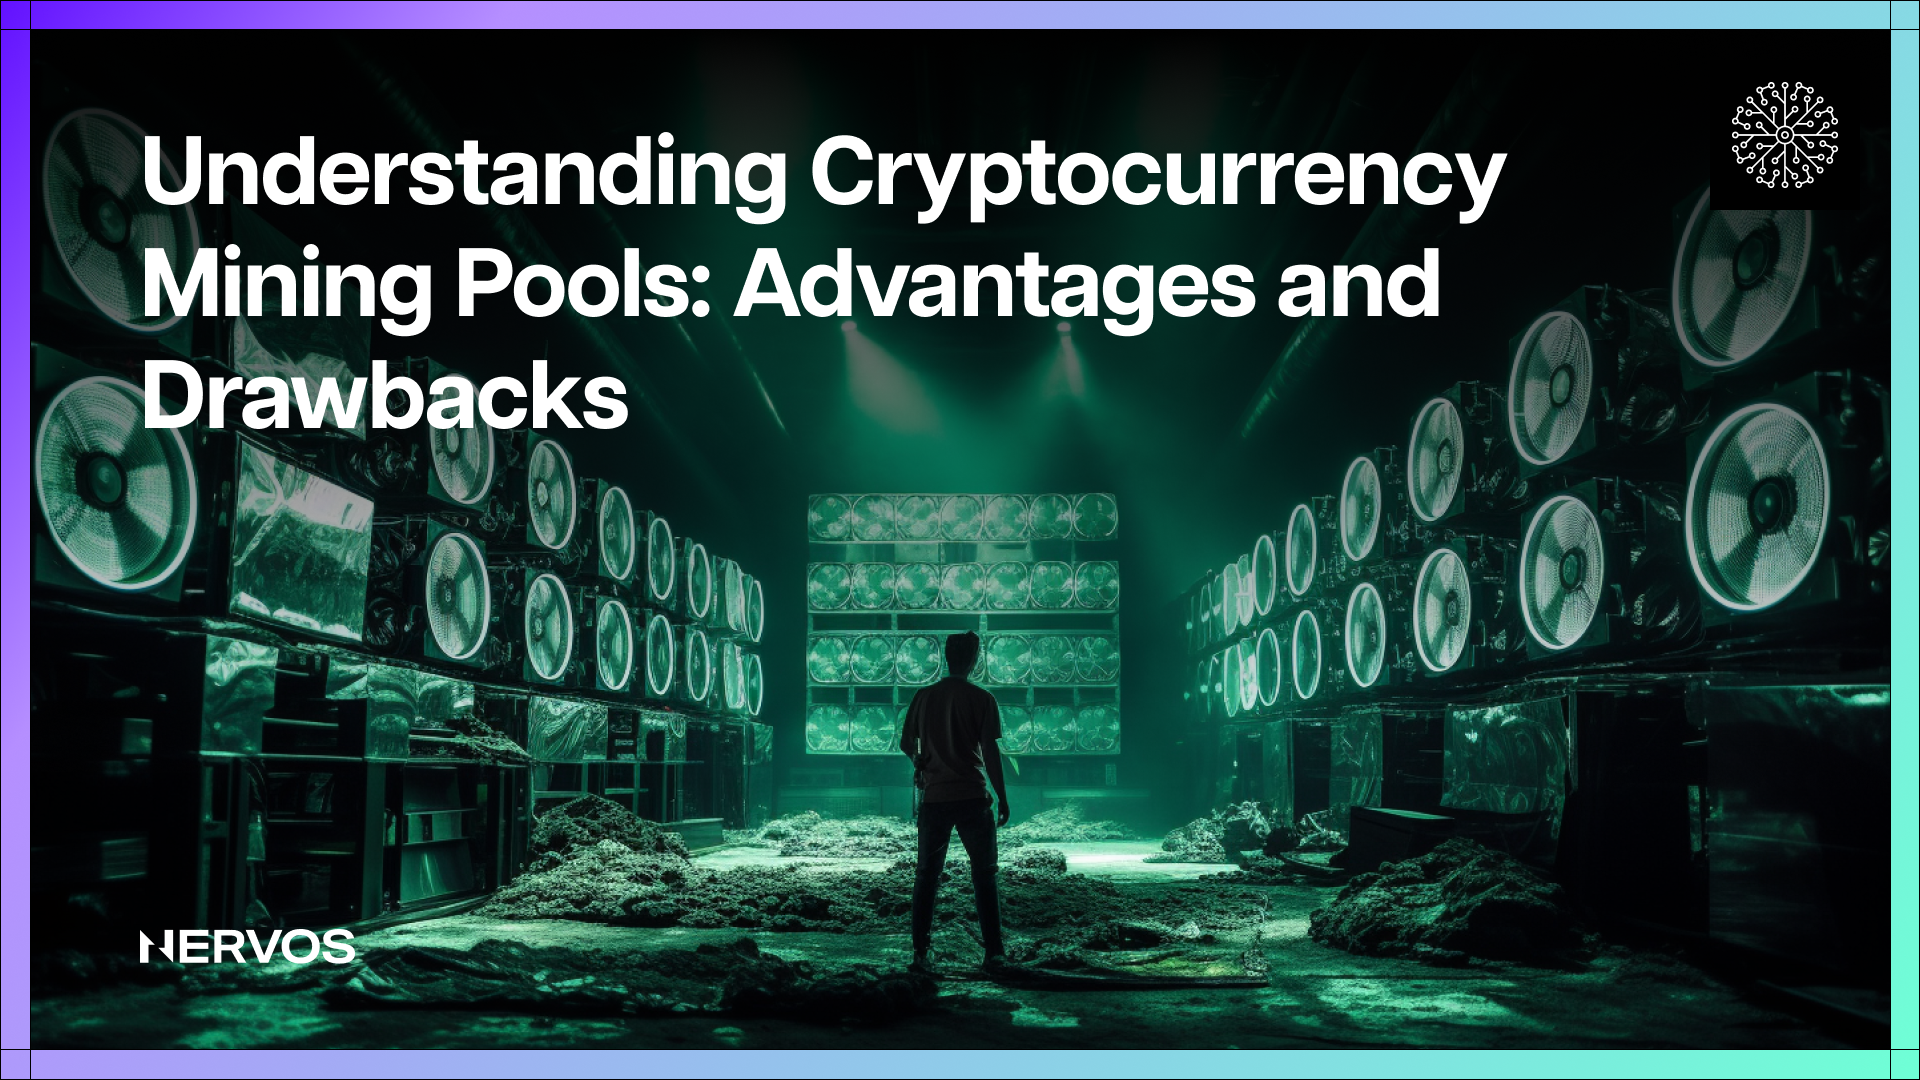 Understanding Cryptocurrency
Mining Pools: Advantages and
Drawbacks
NERVOS